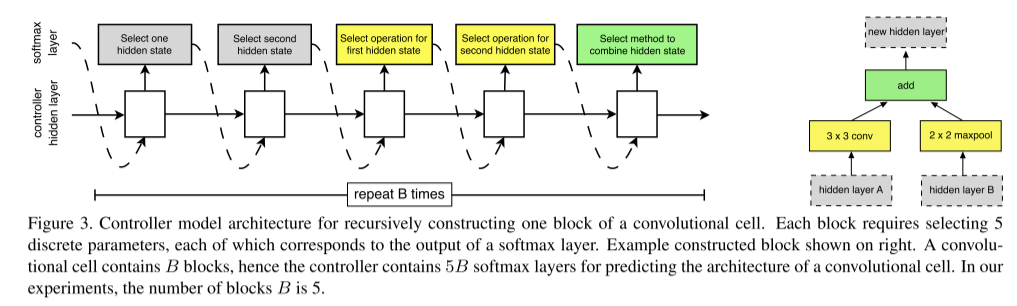 softmax
layer
controller
hidden layer
Select one
hidden state
Select second
hidden state
Select operation for
first hidden state
Select operation for
second hidden state
Select method to
combine hidden state
repeat B times
new hidden layer
add
3 x 3 conv
2 x 2 maxpool
hidden layer A
hidden layer B
Figure 3. Controller model architecture for recursively constructing one block of a convolutional cell. Each block requires selecting 5
discrete parameters, each of which corresponds to the output of a softmax layer. Example constructed block shown on right. A convolu-
tional cell contains B blocks, hence the controller contains 5B softmax layers for predicting the architecture of a convolutional cell. In our
experiments, the number of blocks B is 5.